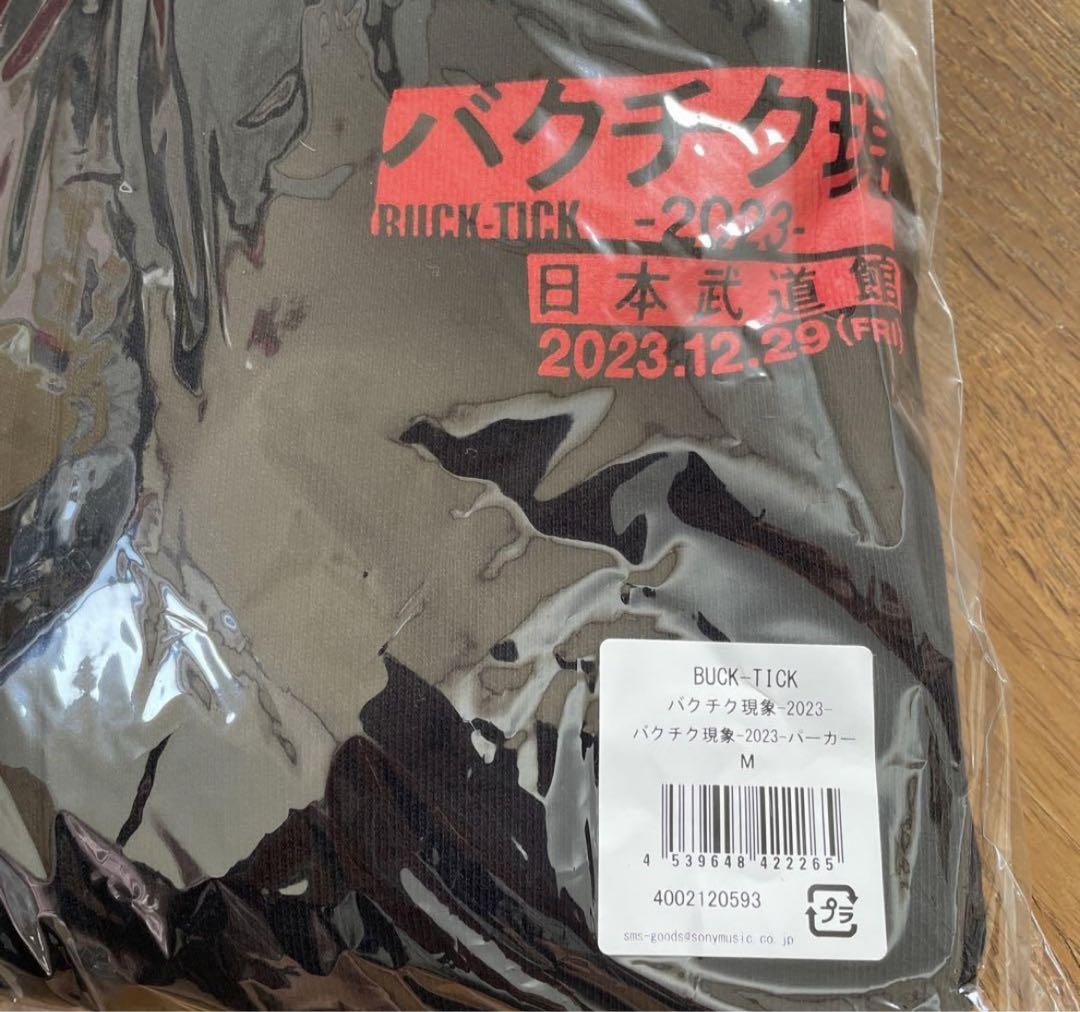 バクチク現
BUCK-TICK -2023-
日本武道館
2023.12.29(FRI)
BUCK-TICK
バクチク現象-2023-
バクチク現象-2023-パーカー
M
4 539648 422265
4002120593
プラ
sms-goods@sonymusic.co.jp